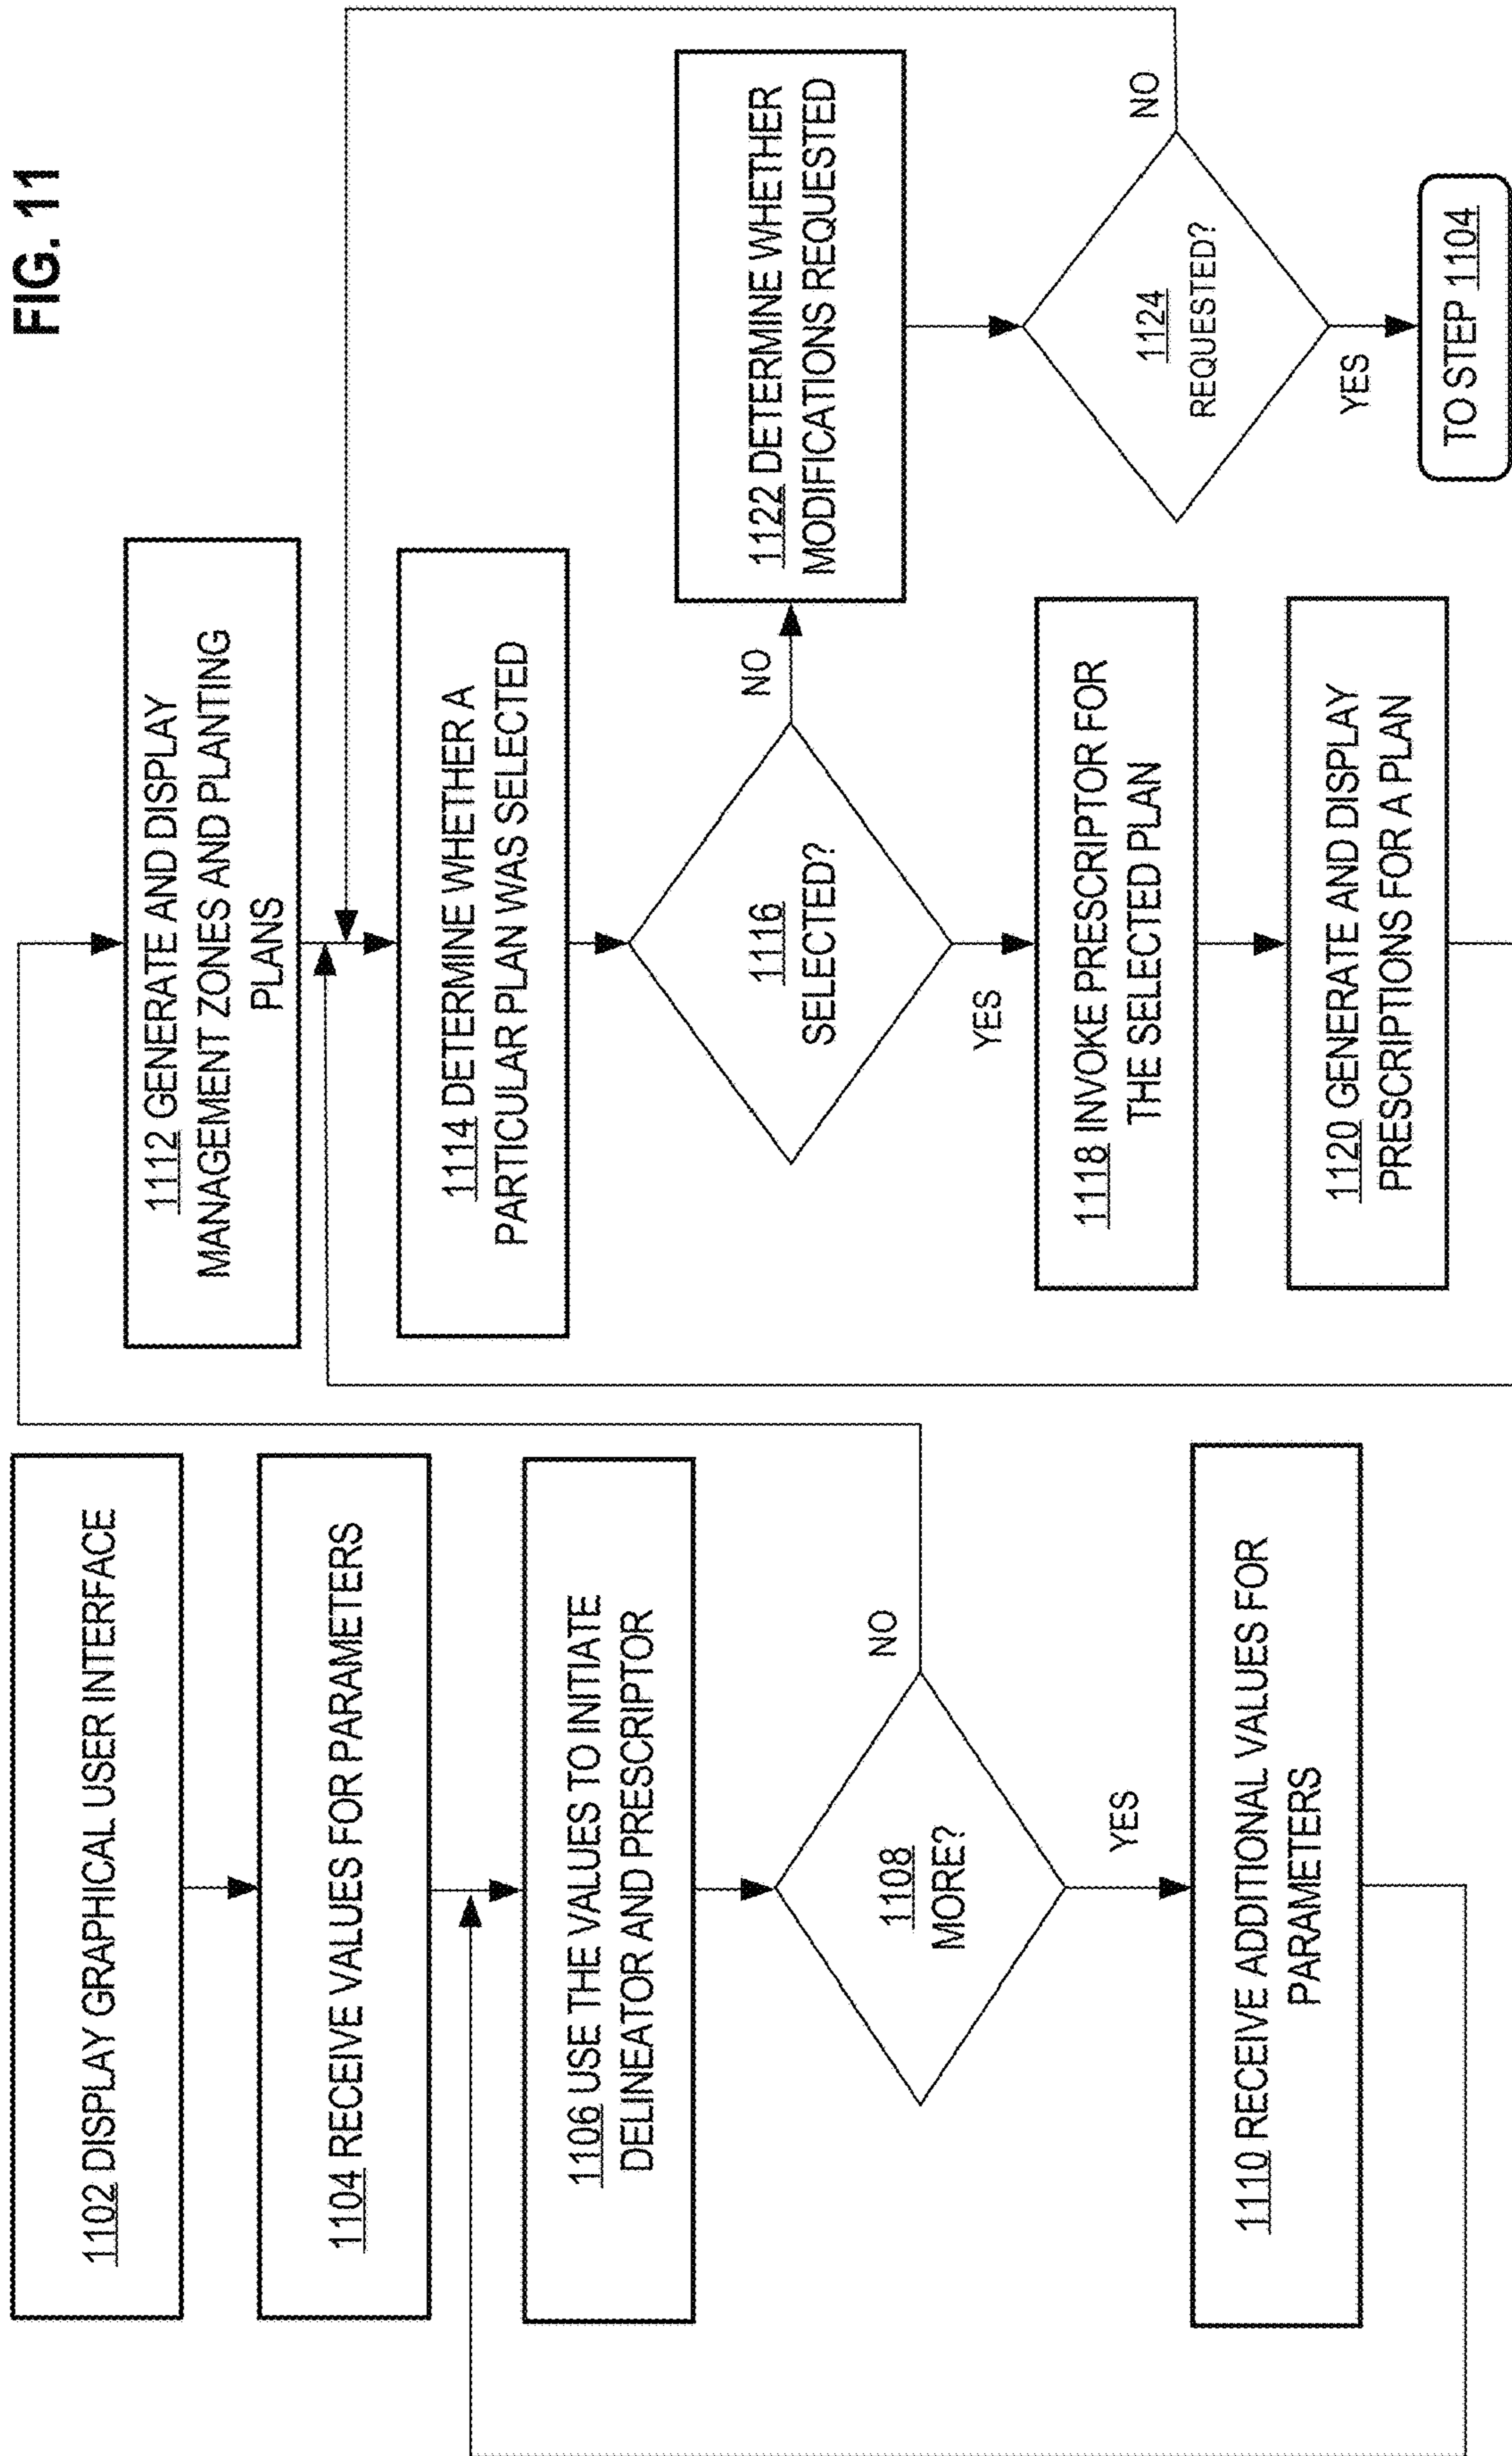 FIG. 11
1102 DISPLAY GRAPHICAL USER INTERFACE
1104 RECEIVE VALUES FOR PARAMETERS
1106 USE THE VALUES TO INITIATE
DELINEATOR AND PRESCRIPTOR
1108
MORE?
NO
YES
1110 RECEIVE ADDITIONAL VALUES FOR
PARAMETERS
1112 GENERATE AND DISPLAY
MANAGEMENT ZONES AND PLANTING
PLANS
1114 DETERMINE WHETHER A
PARTICULAR PLAN WAS SELECTED
1116
SELECTED?
NO
YES
1118 INVOKE PRESCRIPTOR FOR
THE SELECTED PLAN
1120 GENERATE AND DISPLAY
PRESCRIPTIONS FOR A PLAN
1122 DETERMINE WHETHER
MODIFICATIONS REQUESTED
1124
REQUESTED?
NO
YES
TO STEP 1104